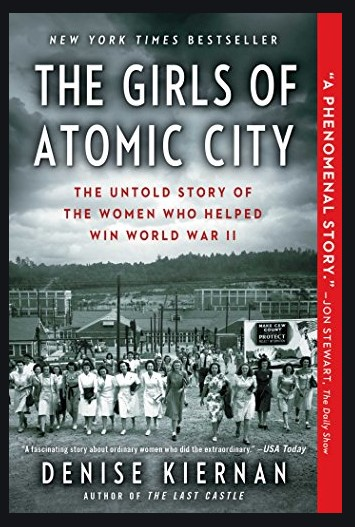 NEW YORK TIMES BESTSELLER
THE GIRLS OF
ATOMIC CITY
THE UNTOLD STORY OF
THE WOMEN WHO HELPED
WIN WORLD WAR II
"A PHENOMENAL STORY." —JON STEWART, The Daily Show
MAKE CEW
COUNT
PROTECT
"A fascinating story about ordinary women who did the extraordinary." —USA Today
DENISE KIERNAN
AUTHOR OF THE LAST CASTLE